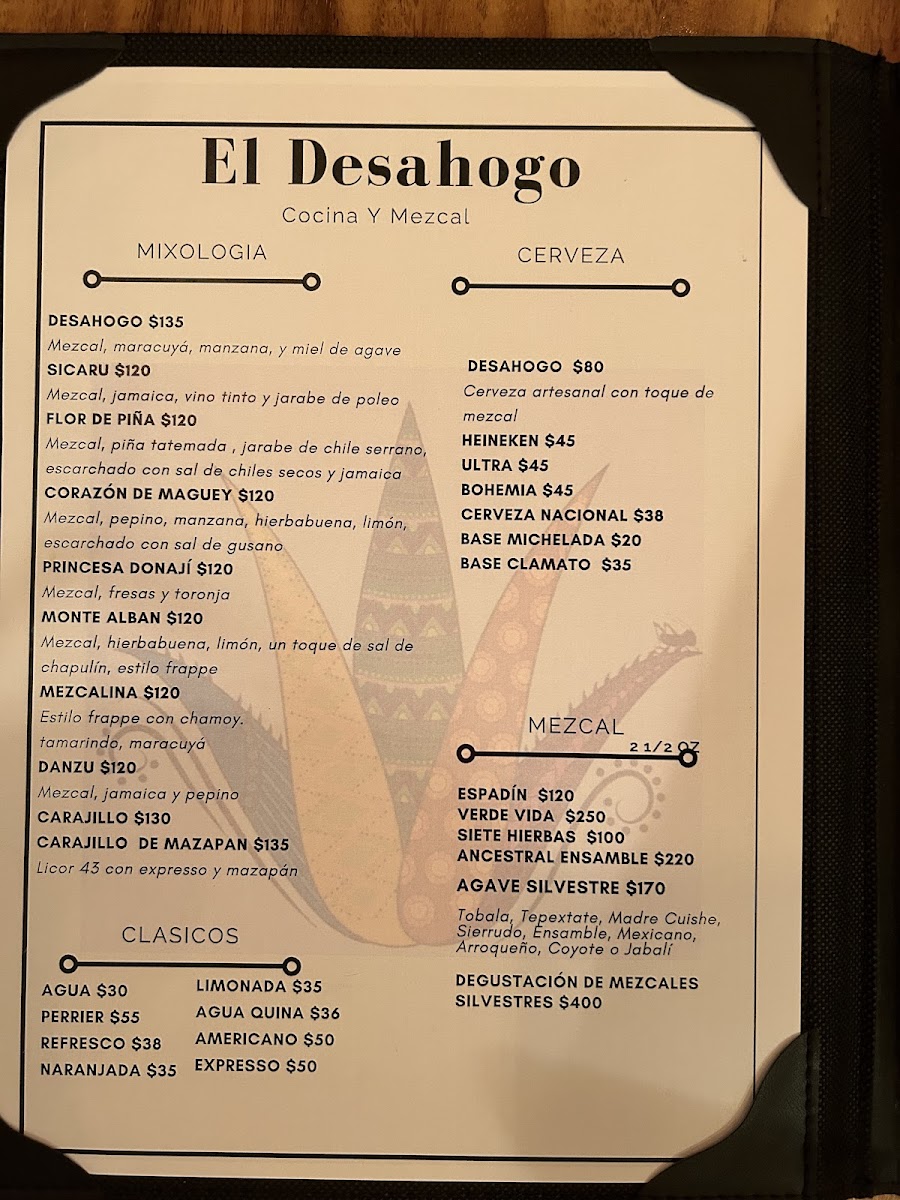 El Desahogo
Cocina Y Mezcal
MIXOLOGIA
DESAHOGO $135
Mezcal, maracuyá, manzana, y miel de agave
SICARU $120
Mezcal, jamaica, vino tinto y jarabe de poleo
FLOR DE PIÑA $120
Mezcal, piña tatemada , jarabe de chile serrano,
escarchado con sal de chiles secos y jamaica
CORAZÓN DE MAGUEY $120
Mezcal, pepino, manzana, hierbabuena, limón,
escarchado con sal de gusano
PRINCESA DONAJÍ $120
Mezcal, fresas y toronja
MONTE ALBAN $120
Mezcal, hierbabuena, limón, un toque de sal de
chapulín, estilo frappe
MEZCALINA $120
Estilo frappe con chamoy.
tamarindo, maracuyá
DANZU $120
Mezcal, jamaica y pepino
CARAJILLO $130
CARAJILLO DE MAZAPAN $135
Licor 43 con expresso y mazapán
CLASICOS
AGUA $30
PERRIER $55
REFRESCO $38
NARANJADA $35
LIMONADA $35
AGUA QUINA $36
AMERICANO $50
EXPRESSO $50
CERVEZA
DESAHOGO $80
Cerveza artesanal con toque de
mezcal
HEINEKEN $45
ULTRA $45
BOHEMIA $45
CERVEZA NACIONAL $38
BASE MICHELADA $20
BASE CLAMATO $35
MEZCAL
2 1/2 OZ
ESPADÍN $120
VERDE VIDA $250
SIETE HIERBAS $100
ANCESTRAL ENSAMBLE $220
AGAVE SILVESTRE $170
Tobala, Tepextate, Madre Cuishe,
Sierrudo, Ensamble, Mexicano,
Arroqueño, Coyote o Jabalí
DEGUSTACIÓN DE MEZCALES
SILVESTRES $400